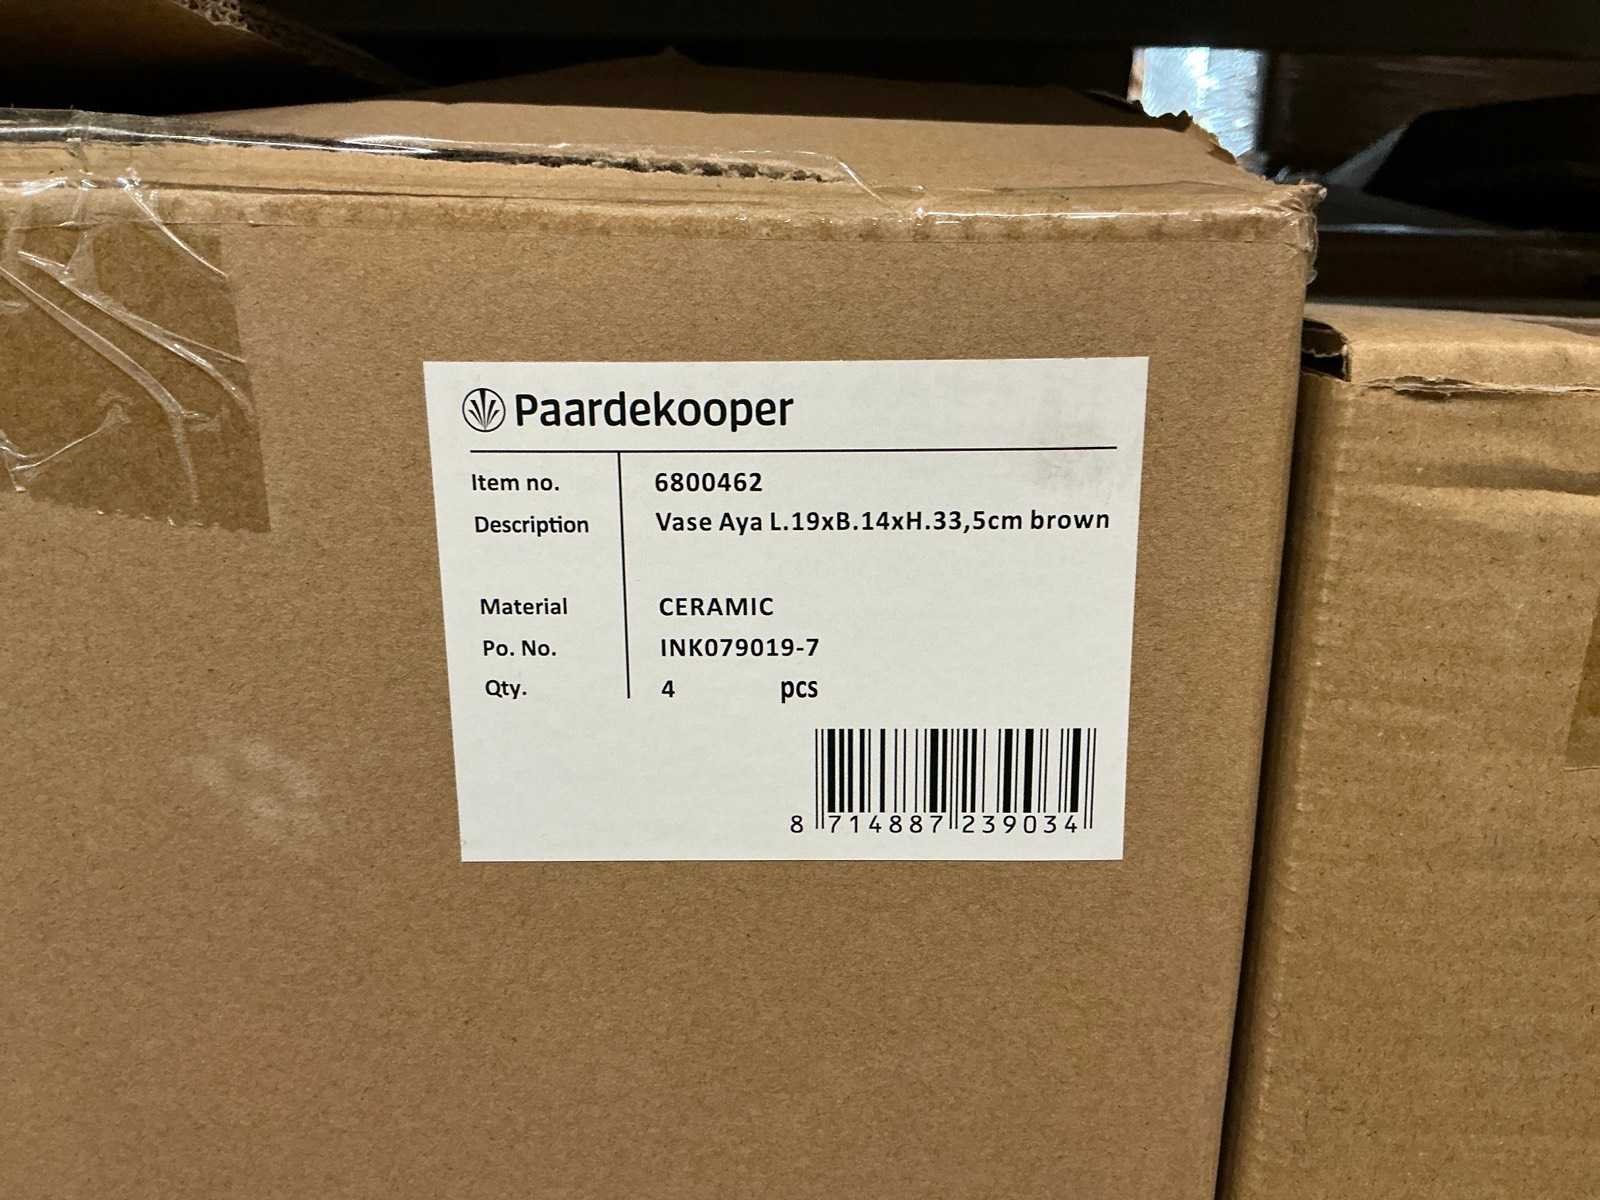 Paardekooper
Item no. 6800462
Description Vase Aya L.19xB.14xH.33,5cm brown
Material CERAMIC
Po. No. INK079019-7
Qty. 4 pcs
8 714887 239034